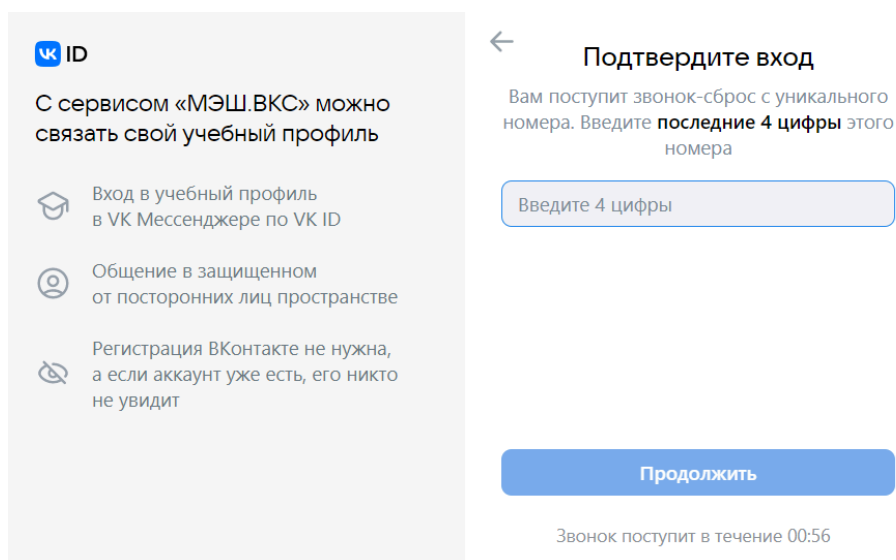 VK ID
С сервисом «МЭШ.ВКС» можно
связать свой учебный профиль
Вход в учебный профиль
в VK Мессенджере по VK ID
Общение в защищенном
от посторонних лиц пространстве
Регистрация ВКонтакте не нужна,
а если аккаунт уже есть, его никто
не увидит
Подтвердите вход
Вам поступит звонок-сброс с уникального
номера. Введите последние 4 цифры этого
номера
Введите 4 цифры
Продолжить
Звонок поступит в течение 00:56